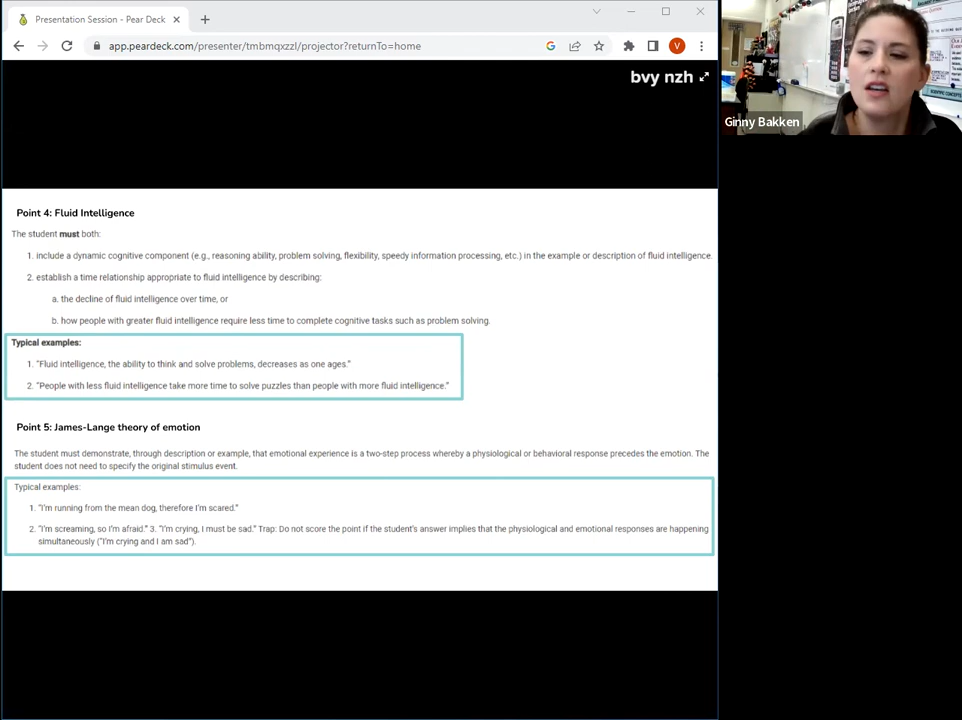 Presentation Session - Pear Deck
app.peardeck.com/presenter/tmbmqxzzl/projector?returnTo=home
V
bvy nzh
Ginny Bakken
Point 4: Fluid Intelligence
The student must both:
1. include a dynamic cognitive component (e.g., reasoning ability, problem solving, flexibility, speedy information processing, etc.) in the example or description of fluid intelligence.
2. establish a time relationship appropriate to fluid intelligence by describing:
a. the decline of fluid intelligence over time, or
b. how people with greater fluid intelligence require less time to complete cognitive tasks such as problem solving.
Typical examples:
1. "Fluid intelligence, the ability to think and solve problems, decreases as one ages."
2. "People with less fluid intelligence take more time to solve puzzles than people with more fluid intelligence."
Point 5: James-Lange theory of emotion
The student must demonstrate, through description or example, that emotional experience is a two-step process whereby a physiological or behavioral response precedes the emotion. The
student does not need to specify the original stimulus event.
Typical examples:
1. "I'm running from the mean dog, therefore I'm scared."
2. "I'm screaming, so I'm afraid." 3. "I'm crying, I must be sad." Trap: Do not score the point if the student's answer implies that the physiological and emotional responses are happening
simultaneously ("I'm crying and I am sad").